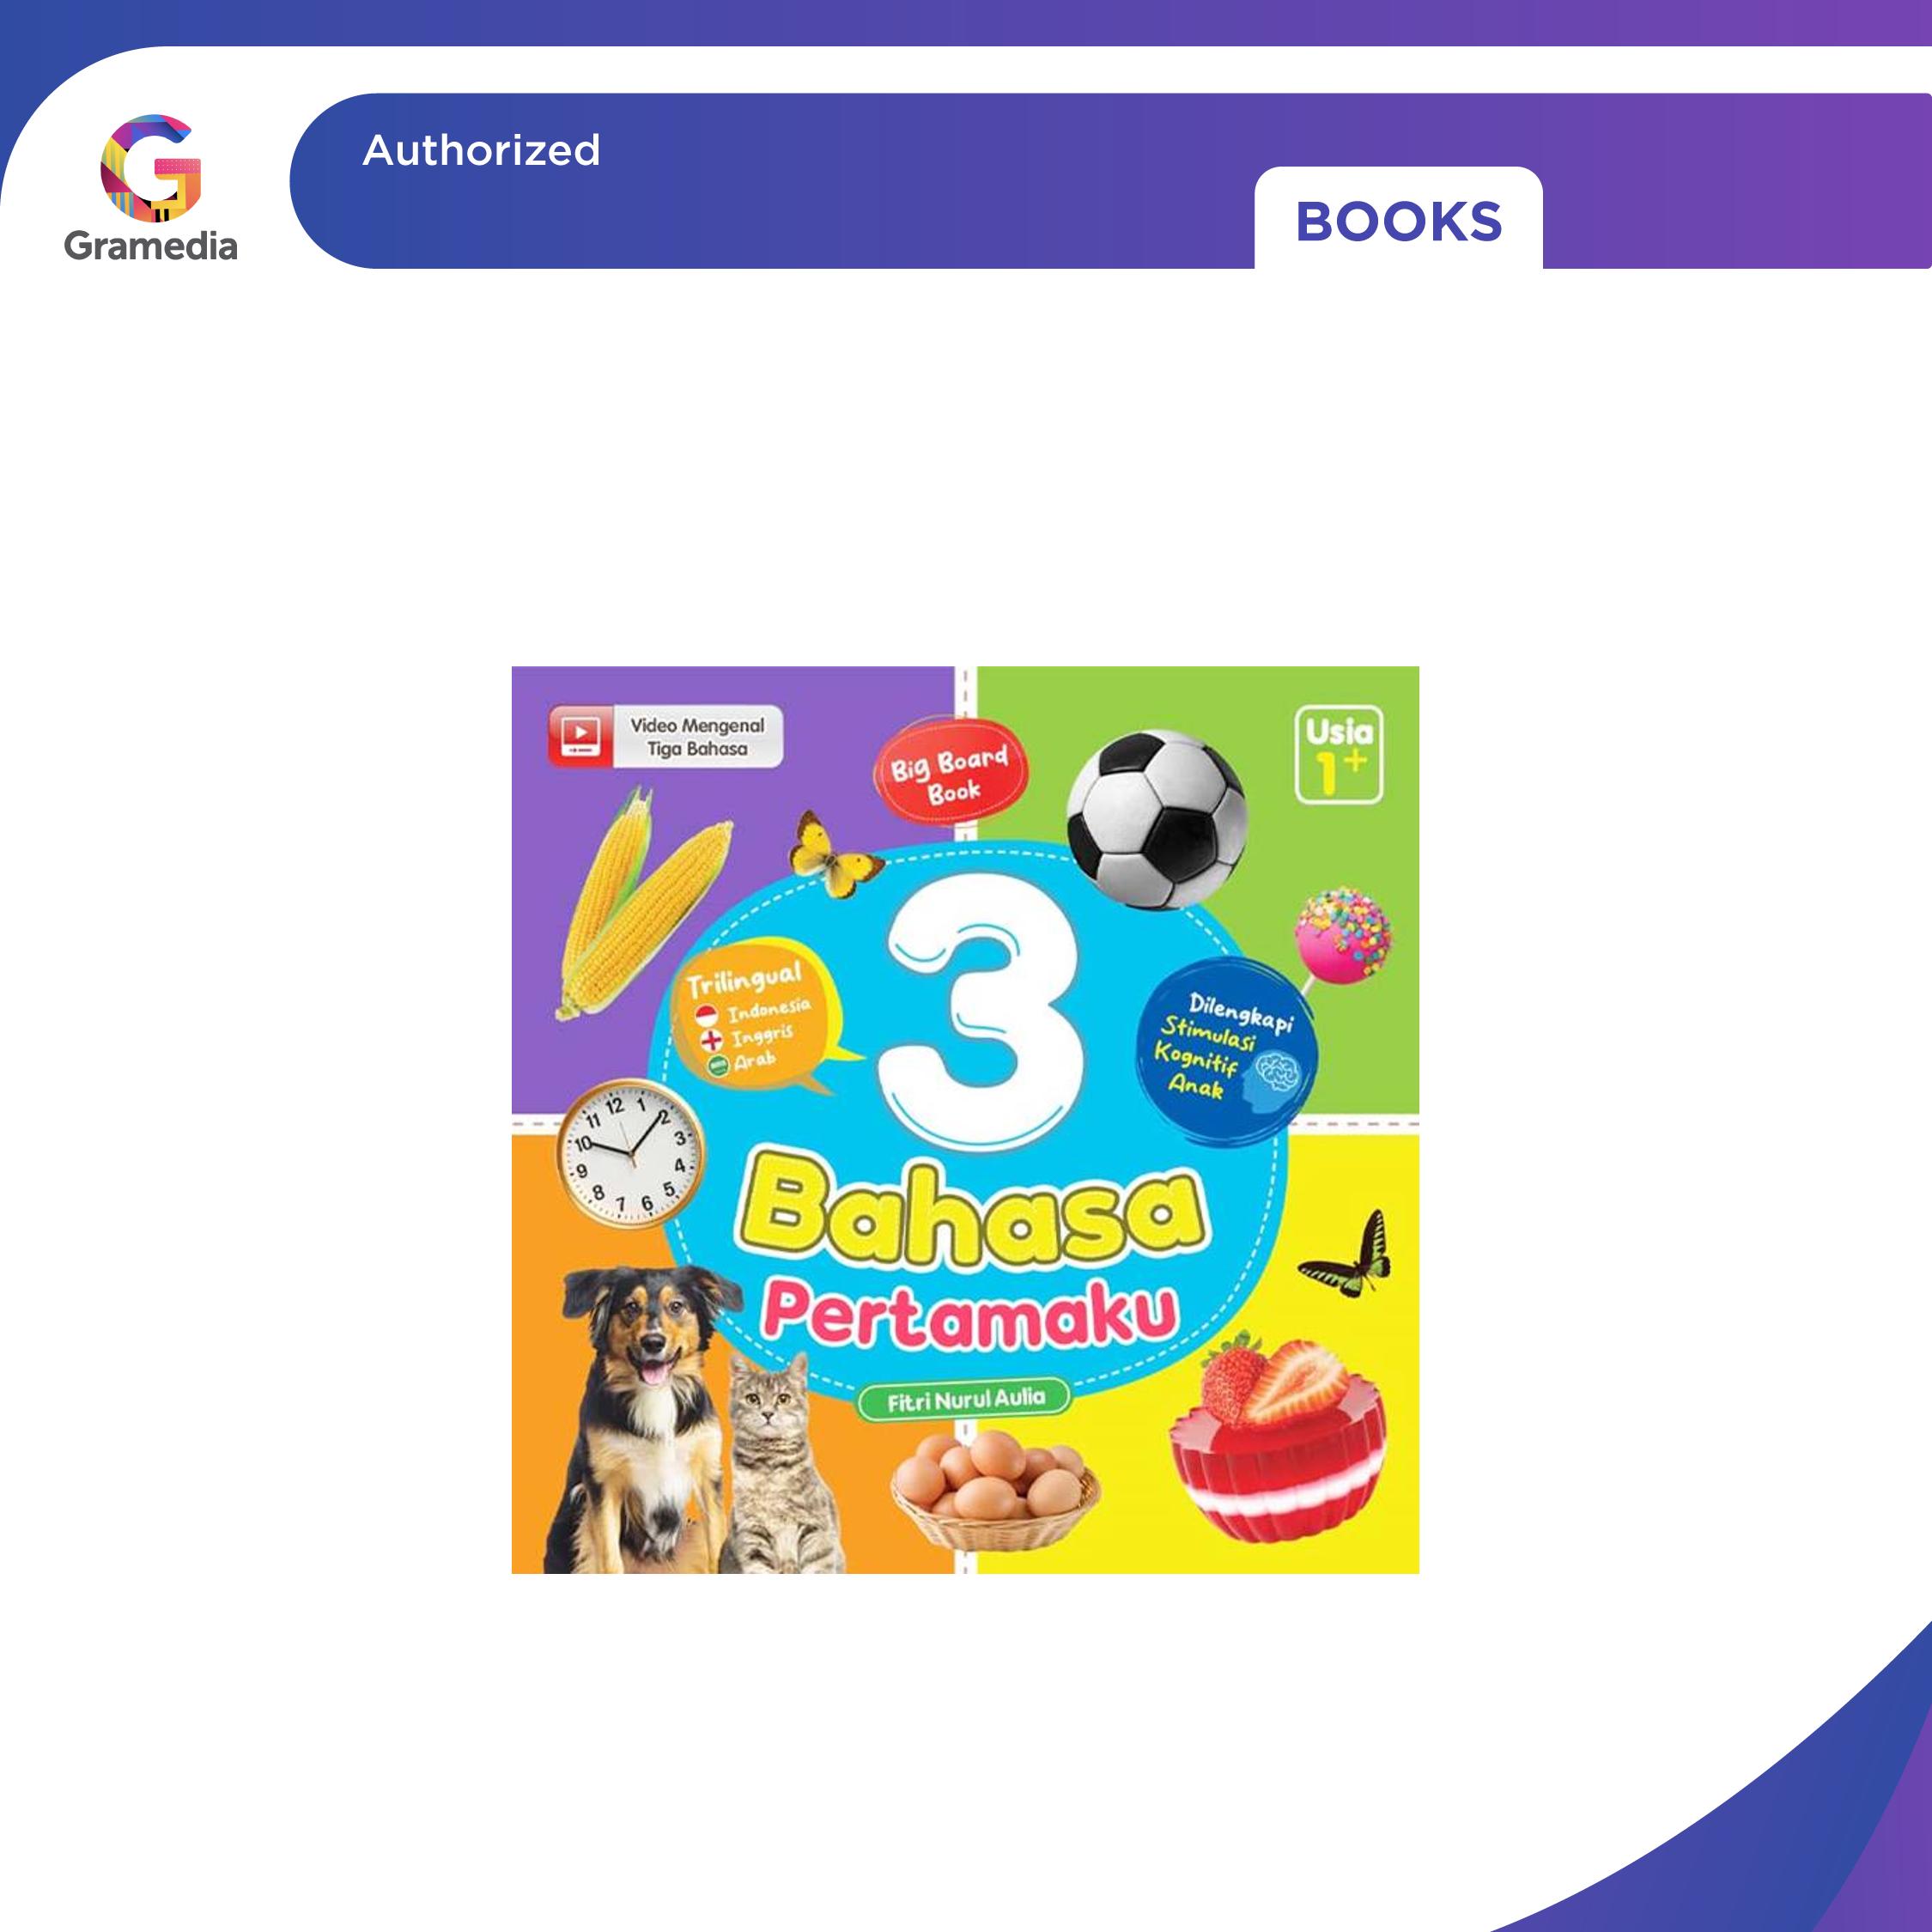 Gramedia
Authorized
BOOKS
Video Mengenal
Tiga Bahasa
Big Board
Book
Usia
1+
Trilingual
Indonesia
Inggris
Arab
3
Dilengkapi
Stimulasi
Kognitif
Anak
12
1
2
3
4
5
6
7
8
9
10
11
Bahasa
Pertamaku
Fitri Nurul Aulia